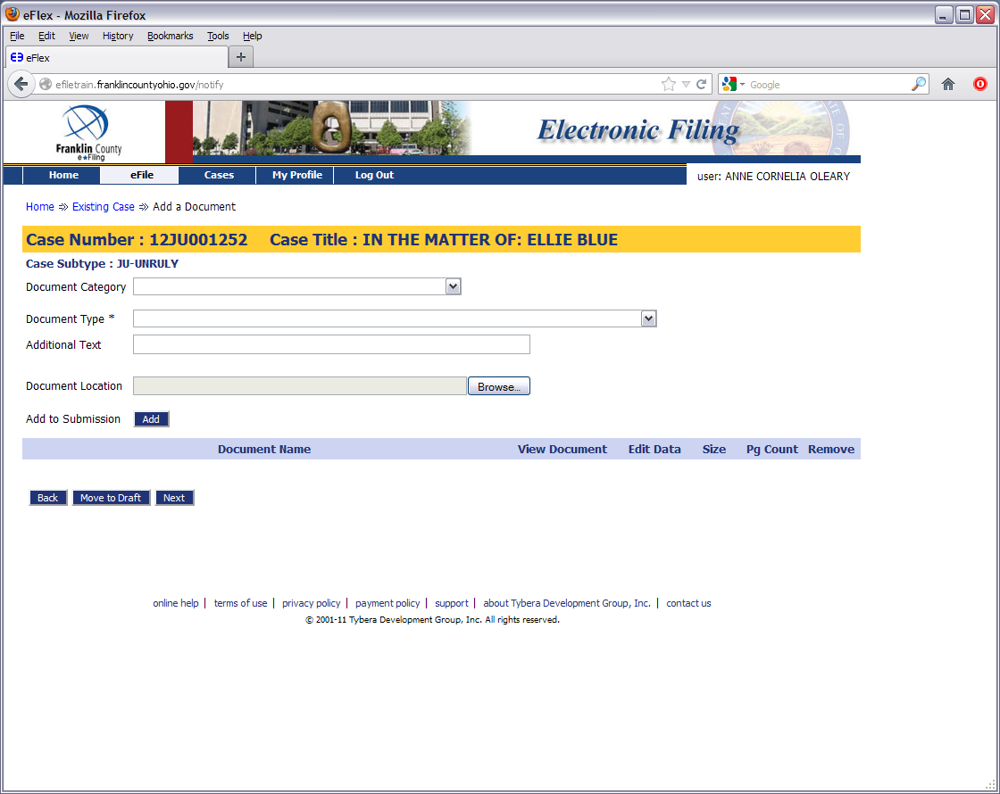 eFlex - Mozilla Firefox
File Edit View History Bookmarks Tools Help
eFlex
efiletrain.franklincountyohio.gov/notify Google
Franklin County
e★Filing
Electronic Filing
Home eFile Cases My Profile Log Out user: ANNE CORNELIA OLEARY
Home ⇒ Existing Case ⇒ Add a Document
Case Number : 12JU001252 Case Title : IN THE MATTER OF: ELLIE BLUE
Case Subtype : JU-UNRULY
Document Category
Document Type *
Additional Text
Document Location Browse...
Add to Submission Add
Document Name View Document Edit Data Size Pg Count Remove
Back Move to Draft Next
online help | terms of use | privacy policy | payment policy | support | about Tybera Development Group, Inc. | contact us
© 2001-11 Tybera Development Group, Inc. All rights reserved.